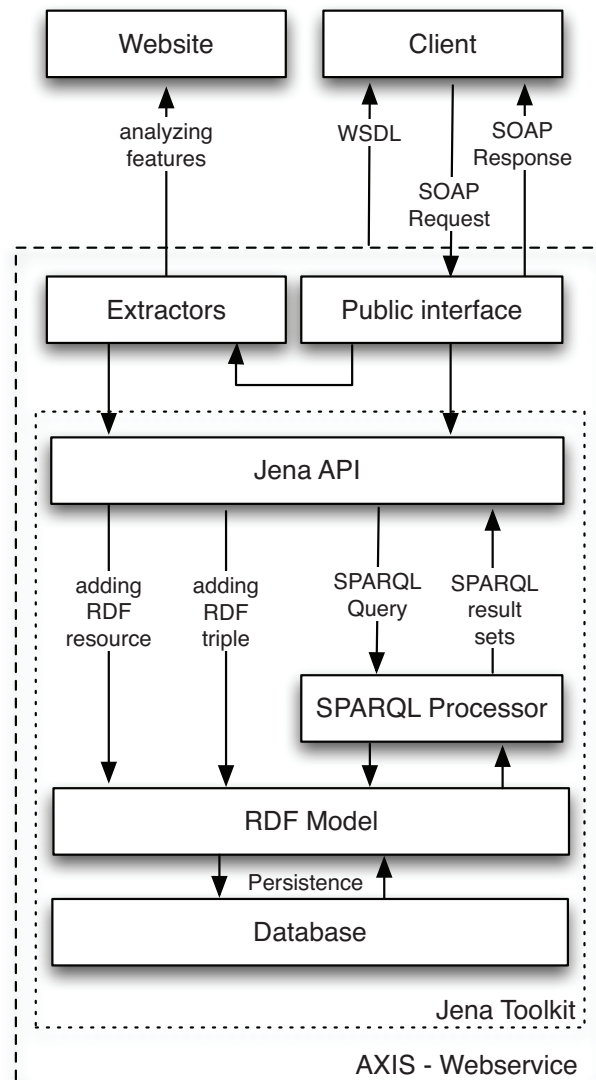 Website
Client
analyzing
features
WSDL
SOAP
Response
SOAP
Request
Extractors
Public interface
Jena API
adding
RDF
resource
adding
RDF
triple
SPARQL
Query
SPARQL
result
sets
SPARQL Processor
RDF Model
Persistence
Database
Jena Toolkit
AXIS - Webservice